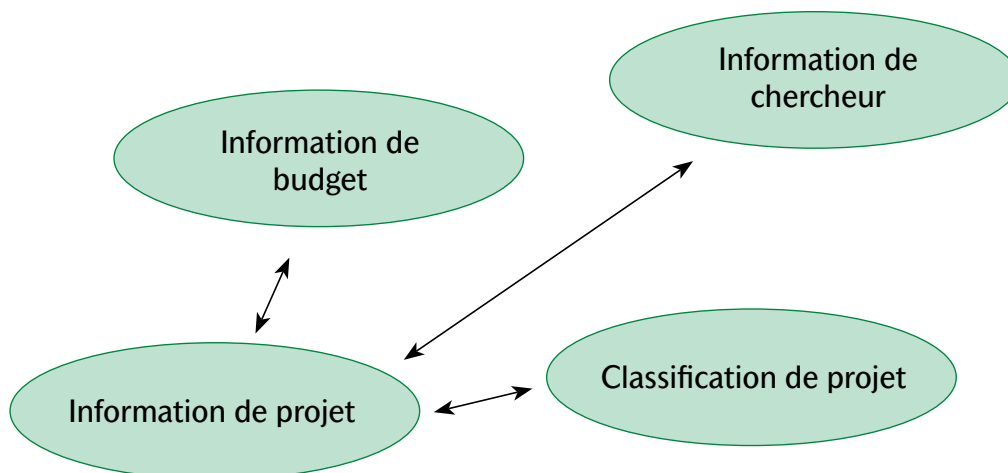 Information de
chercheur
Information de
budget
Classification de projet
Information de projet